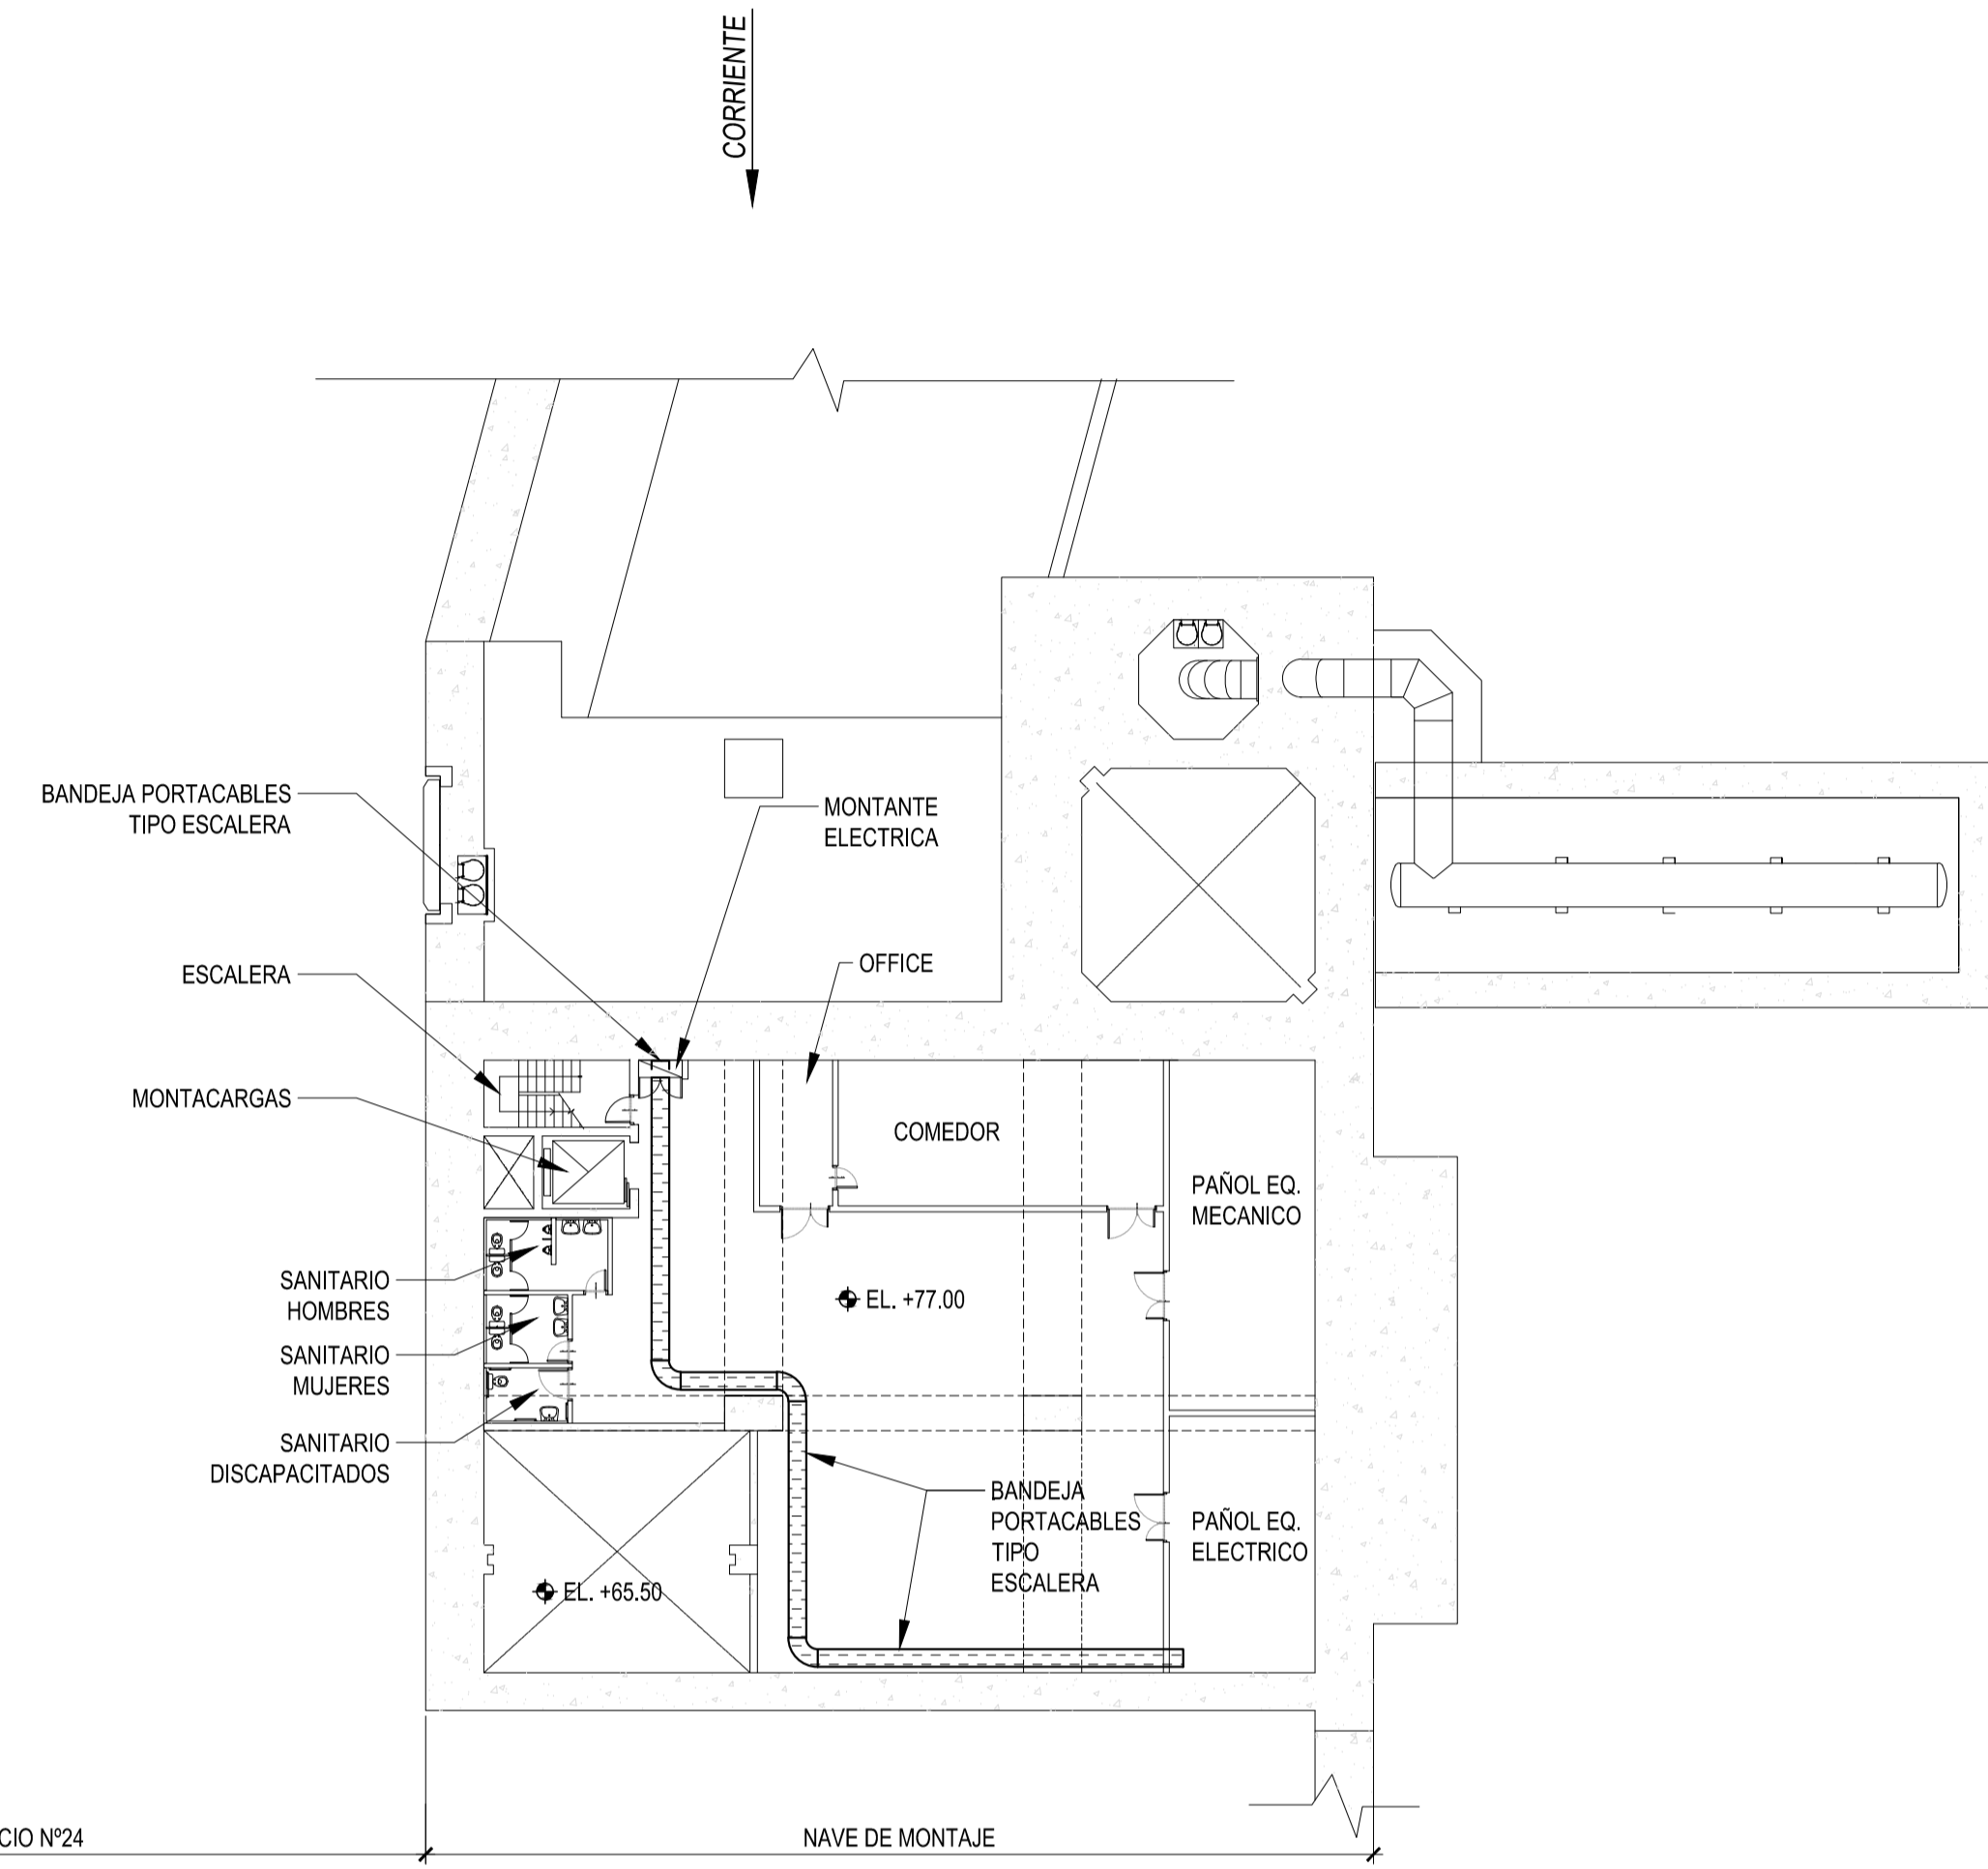 CORRIENTE
BANDEJA PORTACABLES
TIPO ESCALERA
MONTANTE
ELECTRICA
ESCALERA
OFFICE
MONTACARGAS
COMEDOR
PAÑOL EQ.
MECANICO
SANITARIO
HOMBRES
EL. +77.00
SANITARIO
MUJERES
SANITARIO
DISCAPACITADOS
BANDEJA
PORTACABLES
TIPO
ESCALERA
PAÑOL EQ.
ELECTRICO
EL. +65.50
CIO Nº24
NAVE DE MONTAJE